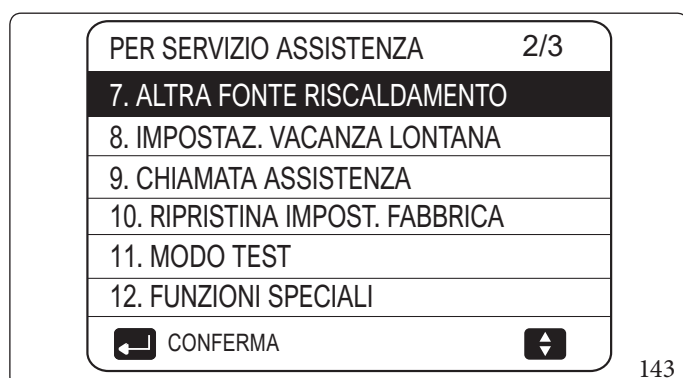 PER SERVIZIO ASSISTENZA 2/3
7. ALTRA FONTE RISCALDAMENTO
8. IMPOSTAZ. VACANZA LONTANA
9. CHIAMATA ASSISTENZA
10. RIPRISTINA IMPOST. FABBRICA
11. MODO TEST
12. FUNZIONI SPECIALI
CONFERMA
143